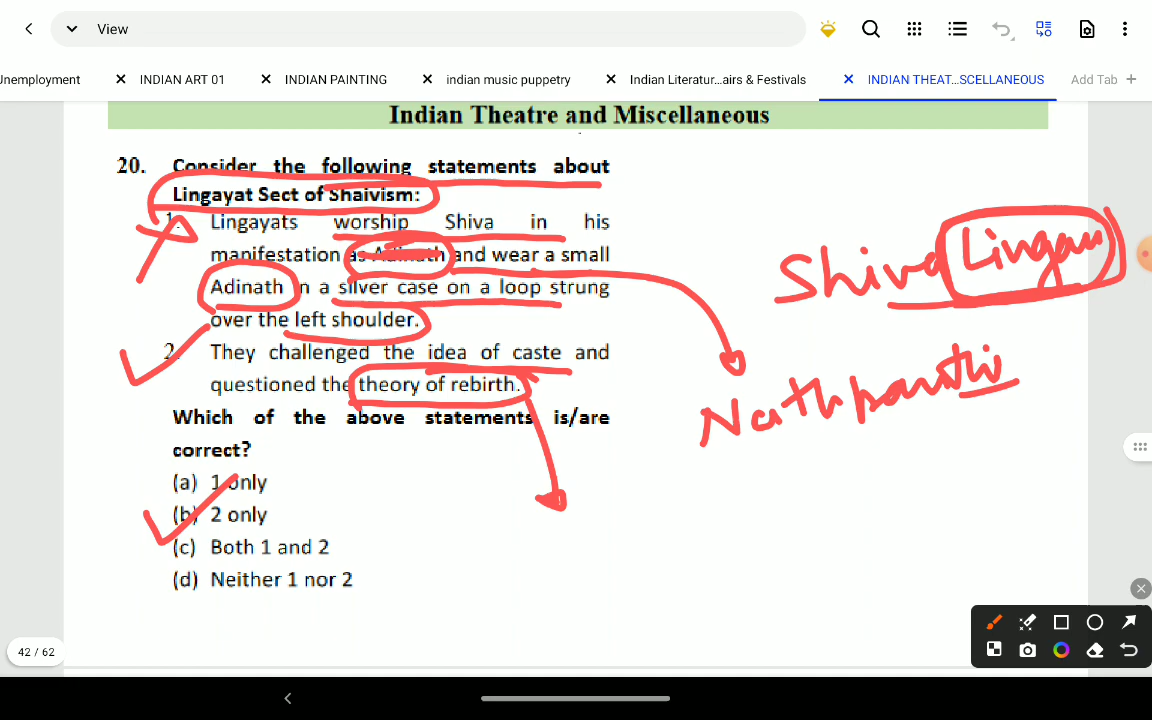 View
Unemployment
INDIAN ART 01
INDIAN PAINTING
indian music puppetry
Indian Literatur...airs & Festivals
INDIAN THEAT...SCELLANEOUS
Add Tab +
Indian Theatre and Miscellaneous
20. Consider the following statements about
Lingayat Sect of Shaivism:
1. Lingayats worship Shiva in his
manifestation as Adinath and wear a small
Adinath in a silver case on a loop strung
over the left shoulder.
2. They challenged the idea of caste and
questioned the theory of rebirth.
Which of the above statements is/are
correct?
(a) 1 only
(b) 2 only
(c) Both 1 and 2
(d) Neither 1 nor 2
Shiva Lingam
Nathpanthi
42 / 62